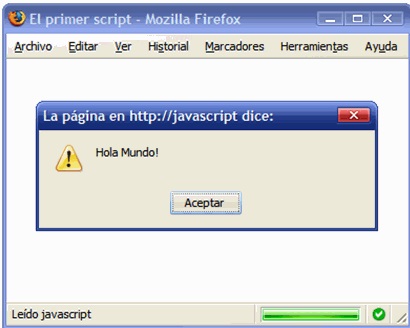 El primer script - Mozilla Firefox
Archivo Editar Ver Historial Marcadores Herramientas Ayuda
La página en http://javascript dice:
Hola Mundo!
Aceptar
Leído javascript